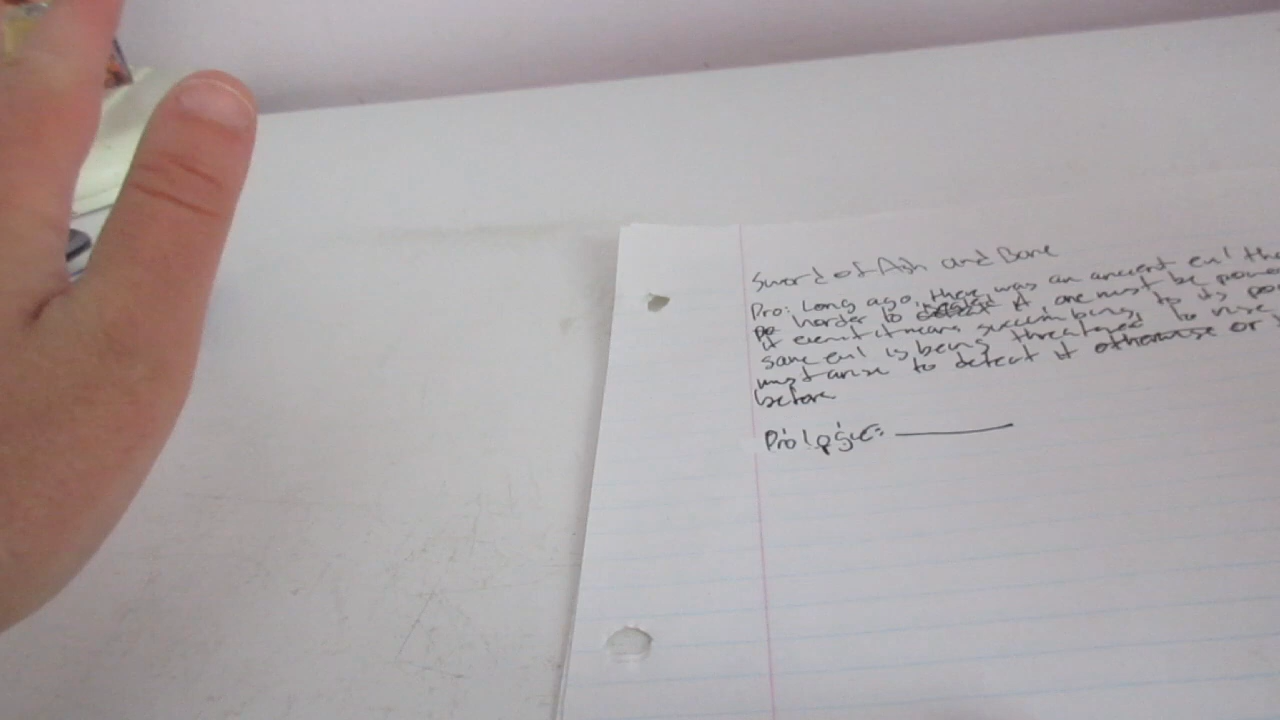 Sword of Ash and Bone
Pro: Long ago, there was an ancient evil
harder to it, one must be
it even if it means succumbing to its
same evil is being threatened to rise
must arise to defeat it otherwise or
before
Prologue: